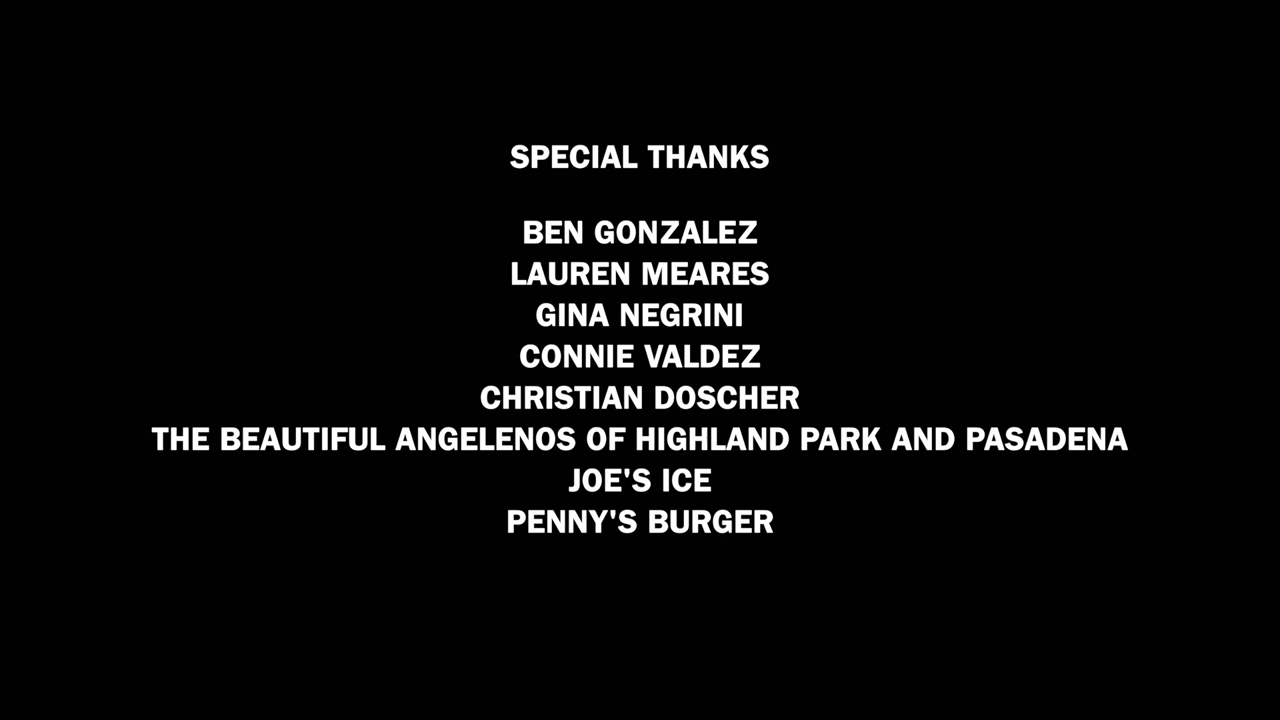 SPECIAL THANKS
BEN GONZALEZ
LAUREN MEARES
GINA NEGRINI
CONNIE VALDEZ
CHRISTIAN DOSCHER
THE BEAUTIFUL ANGELENOS OF HIGHLAND PARK AND PASADENA
JOE'S ICE
PENNY'S BURGER